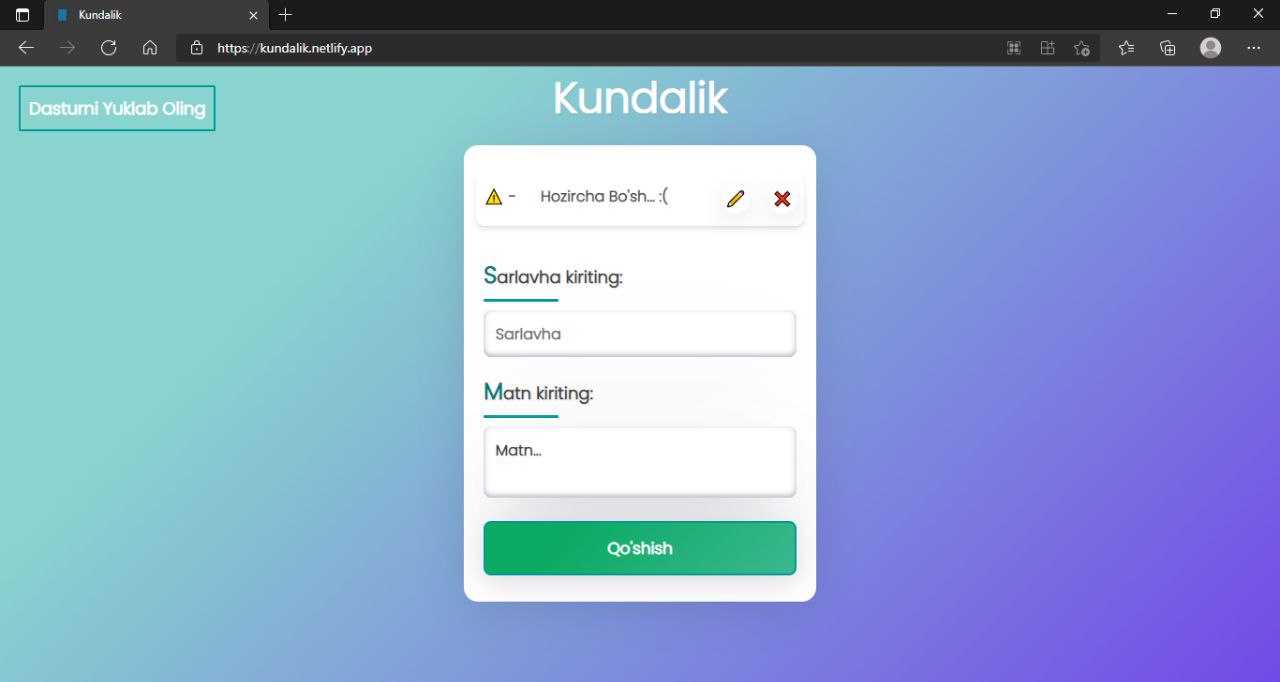 Kundalik
https://kundalik.netlify.app
Dasturni Yuklab Oling
Kundalik
⚠ - Hozircha Bo'sh... :(
Sarlavha kiriting:
Sarlavha
Matn kiriting:
Matn...
Qo'shish